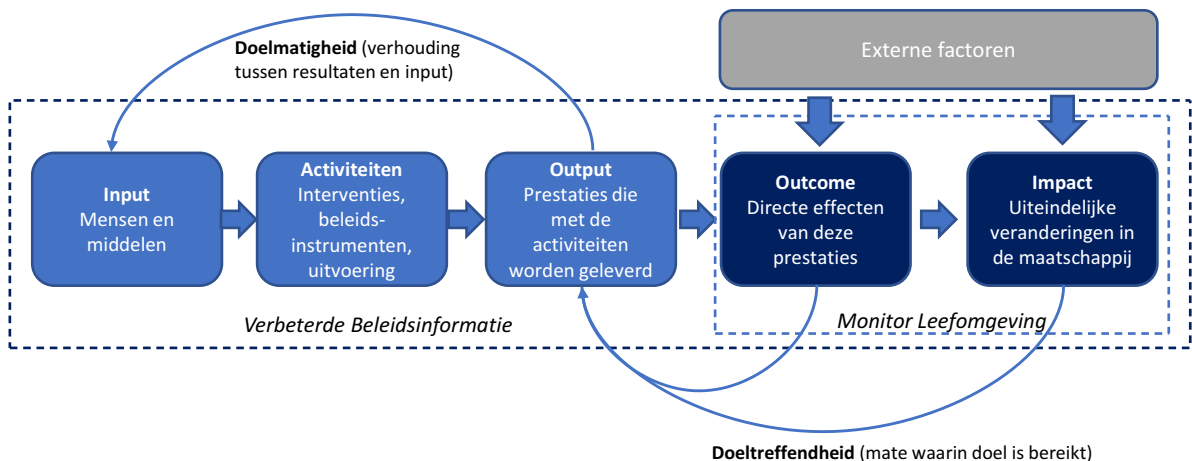 Doelmatigheid (verhouding
tussen resultaten en input)
Externe factoren
Input
Mensen en
middelen
Activiteiten
Interventies,
beleids-
instrumenten,
uitvoering
Output
Prestaties die
met de
activiteiten
worden geleverd
Outcome
Directe effecten
van deze
prestaties
Impact
Uiteindelijke
veranderingen in
de maatschappij
Verbeterde Beleidsinformatie
Monitor Leefomgeving
Doeltreffendheid (mate waarin doel is bereikt)